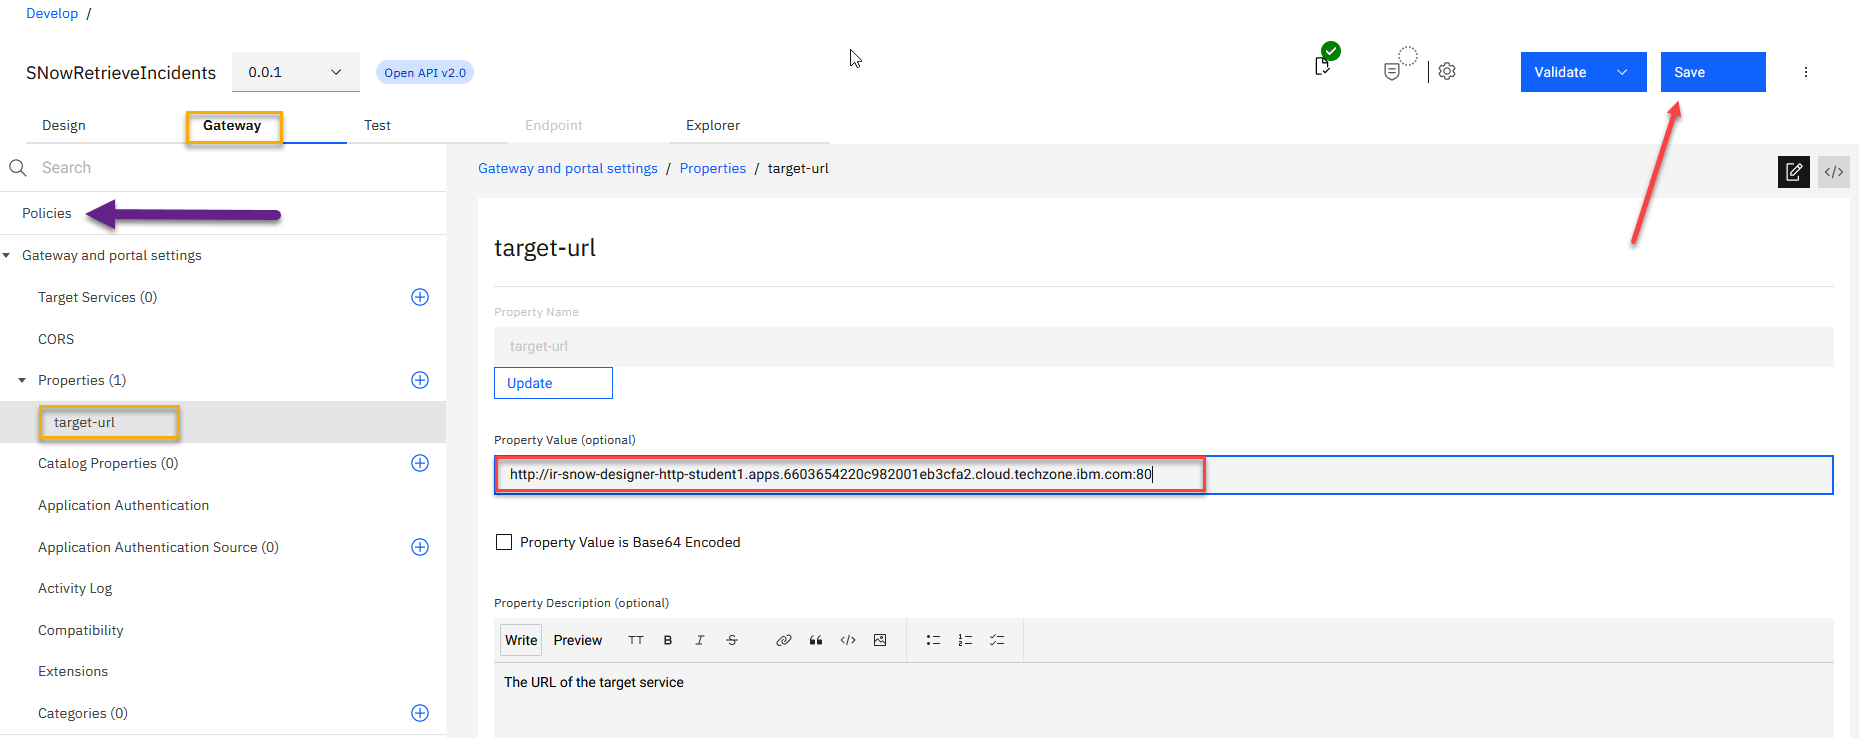 Develop /
SNowRetrieveIncidents
0.0.1
Open API v2.0
Validate
Save
Design
Gateway
Test
Endpoint
Explorer
Search
Policies
Gateway and portal settings
Target Services (0)
CORS
Properties (1)
target-url
Catalog Properties (0)
Application Authentication
Application Authentication Source (0)
Activity Log
Compatibility
Extensions
Categories (0)
Gateway and portal settings / Properties / target-url
</>
target-url
Property Name
target-url
Update
Property Value (optional)
http://ir-snow-designer-http-student1.apps.6603654220c982001eb3cfa2.cloud.techzone.ibm.com:80
Property Value is Base64 Encoded
Property Description (optional)
Write Preview TT B I S </>
The URL of the target service